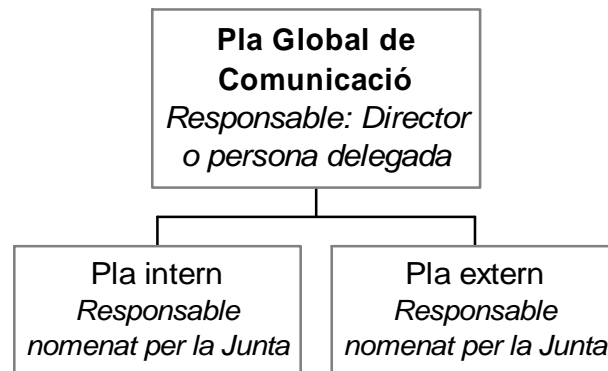 Pla Global de
Comunicació
Responsable: Director
o persona delegada
Pla intern
Responsable
nomenat per la Junta
Pla extern
Responsable
nomenat per la Junta